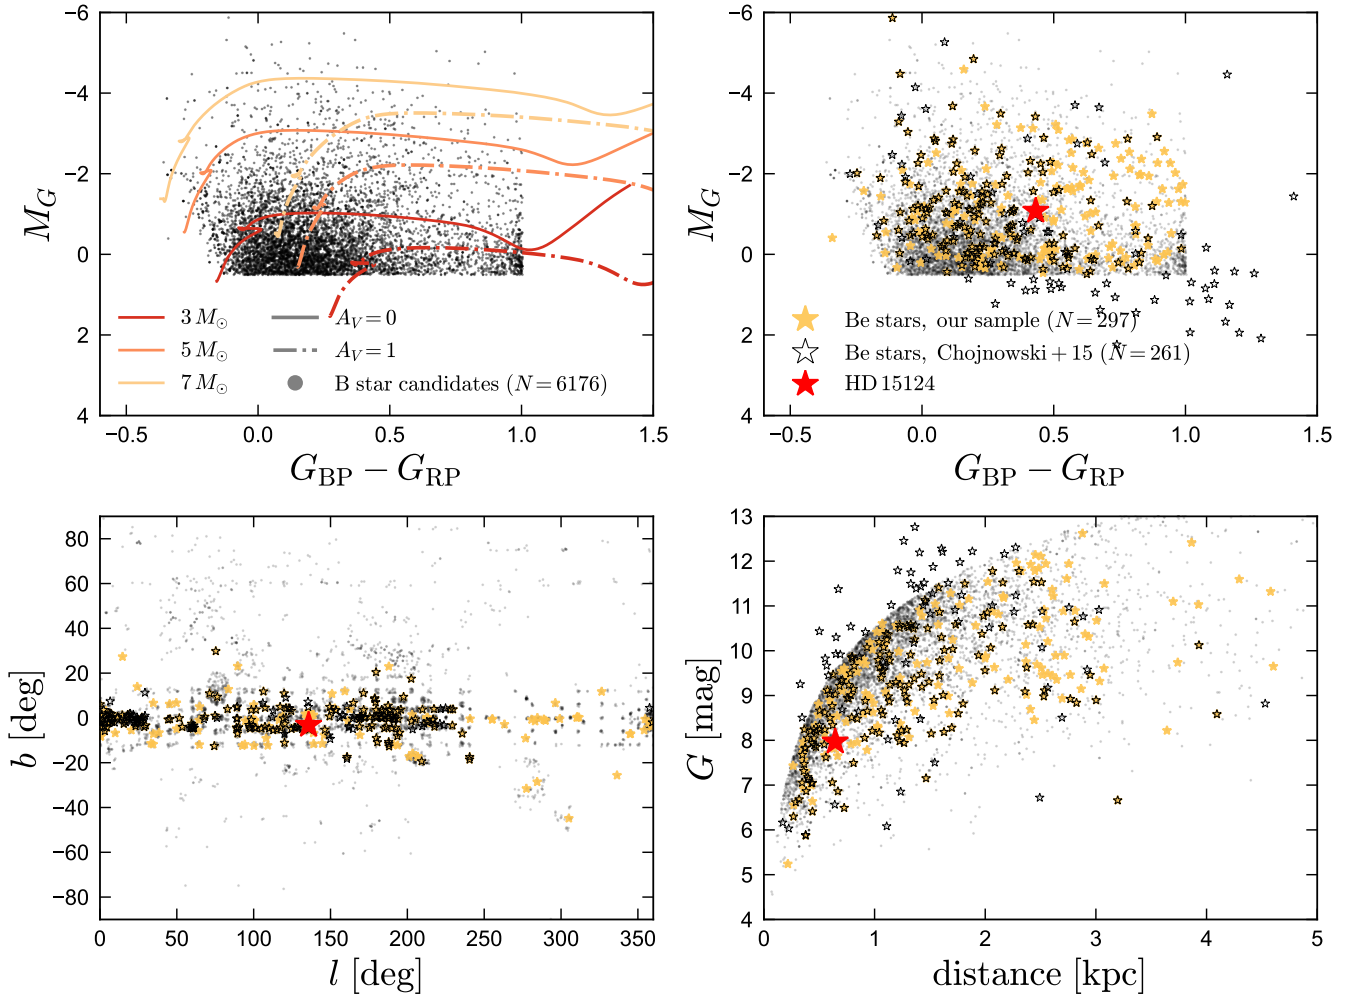 −6
−4
−2
0
2
4
M_G
3 M⊙
5 M⊙
7 M⊙
A_V = 0
A_V = 1
B star candidates (N = 6176)
−0.5 0.0 0.5 1.0 1.5
G_BP − G_RP
−6
−4
−2
0
2
4
M_G
Be stars, our sample (N = 297)
Be stars, Chojnowski + 15 (N = 261)
HD 15124
−0.5 0.0 0.5 1.0 1.5
G_BP − G_RP
80
60
40
20
0
−20
−40
−60
−80
b [deg]
0 50 100 150 200 250 300 350
l [deg]
13
12
11
10
9
8
7
6
5
4
G [mag]
0 1 2 3 4 5
distance [kpc]